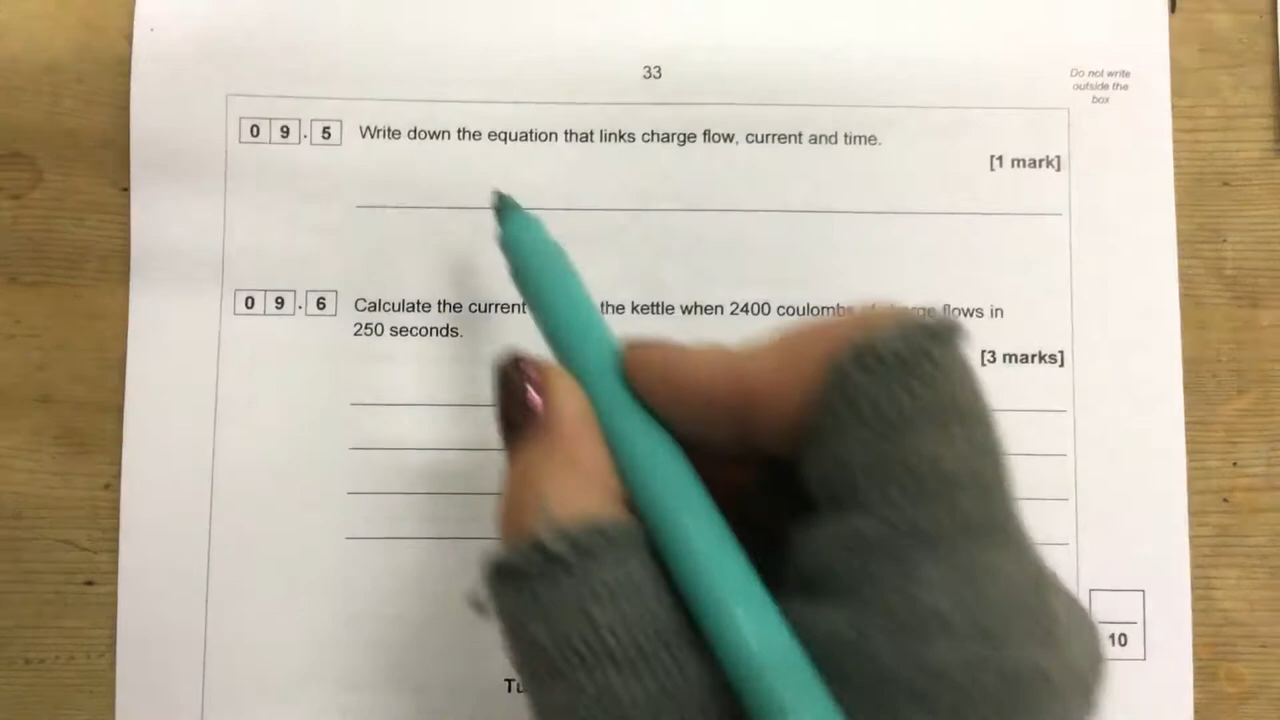 33
Do not write
outside the
box
0 9 . 5 Write down the equation that links charge flow, current and time.
[1 mark]
0 9 . 6 Calculate the current the kettle when 2400 coulombs flows in
250 seconds.
[3 marks]
10